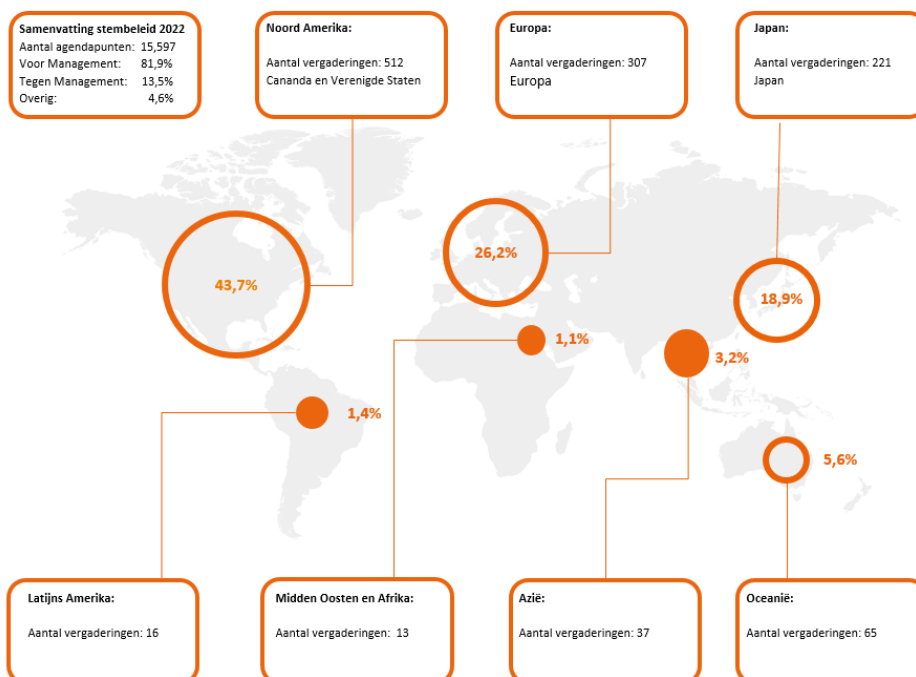 Samenvatting stembeleid 2022
Aantal agendapunten: 15,597
Voor Management: 81,9%
Tegen Management: 13,5%
Overig: 4,6%
Noord Amerika:
Aantal vergaderingen: 512
Cananda en Verenigde Staten
Europa:
Aantal vergaderingen: 307
Europa
Japan:
Aantal vergaderingen: 221
Japan
43,7%
26,2%
18,9%
1,1%
3,2%
1,4%
5,6%
Latijns Amerika:
Aantal vergaderingen: 16
Midden Oosten en Afrika:
Aantal vergaderingen: 13
Azië:
Aantal vergaderingen: 37
Oceanië:
Aantal vergaderingen: 65